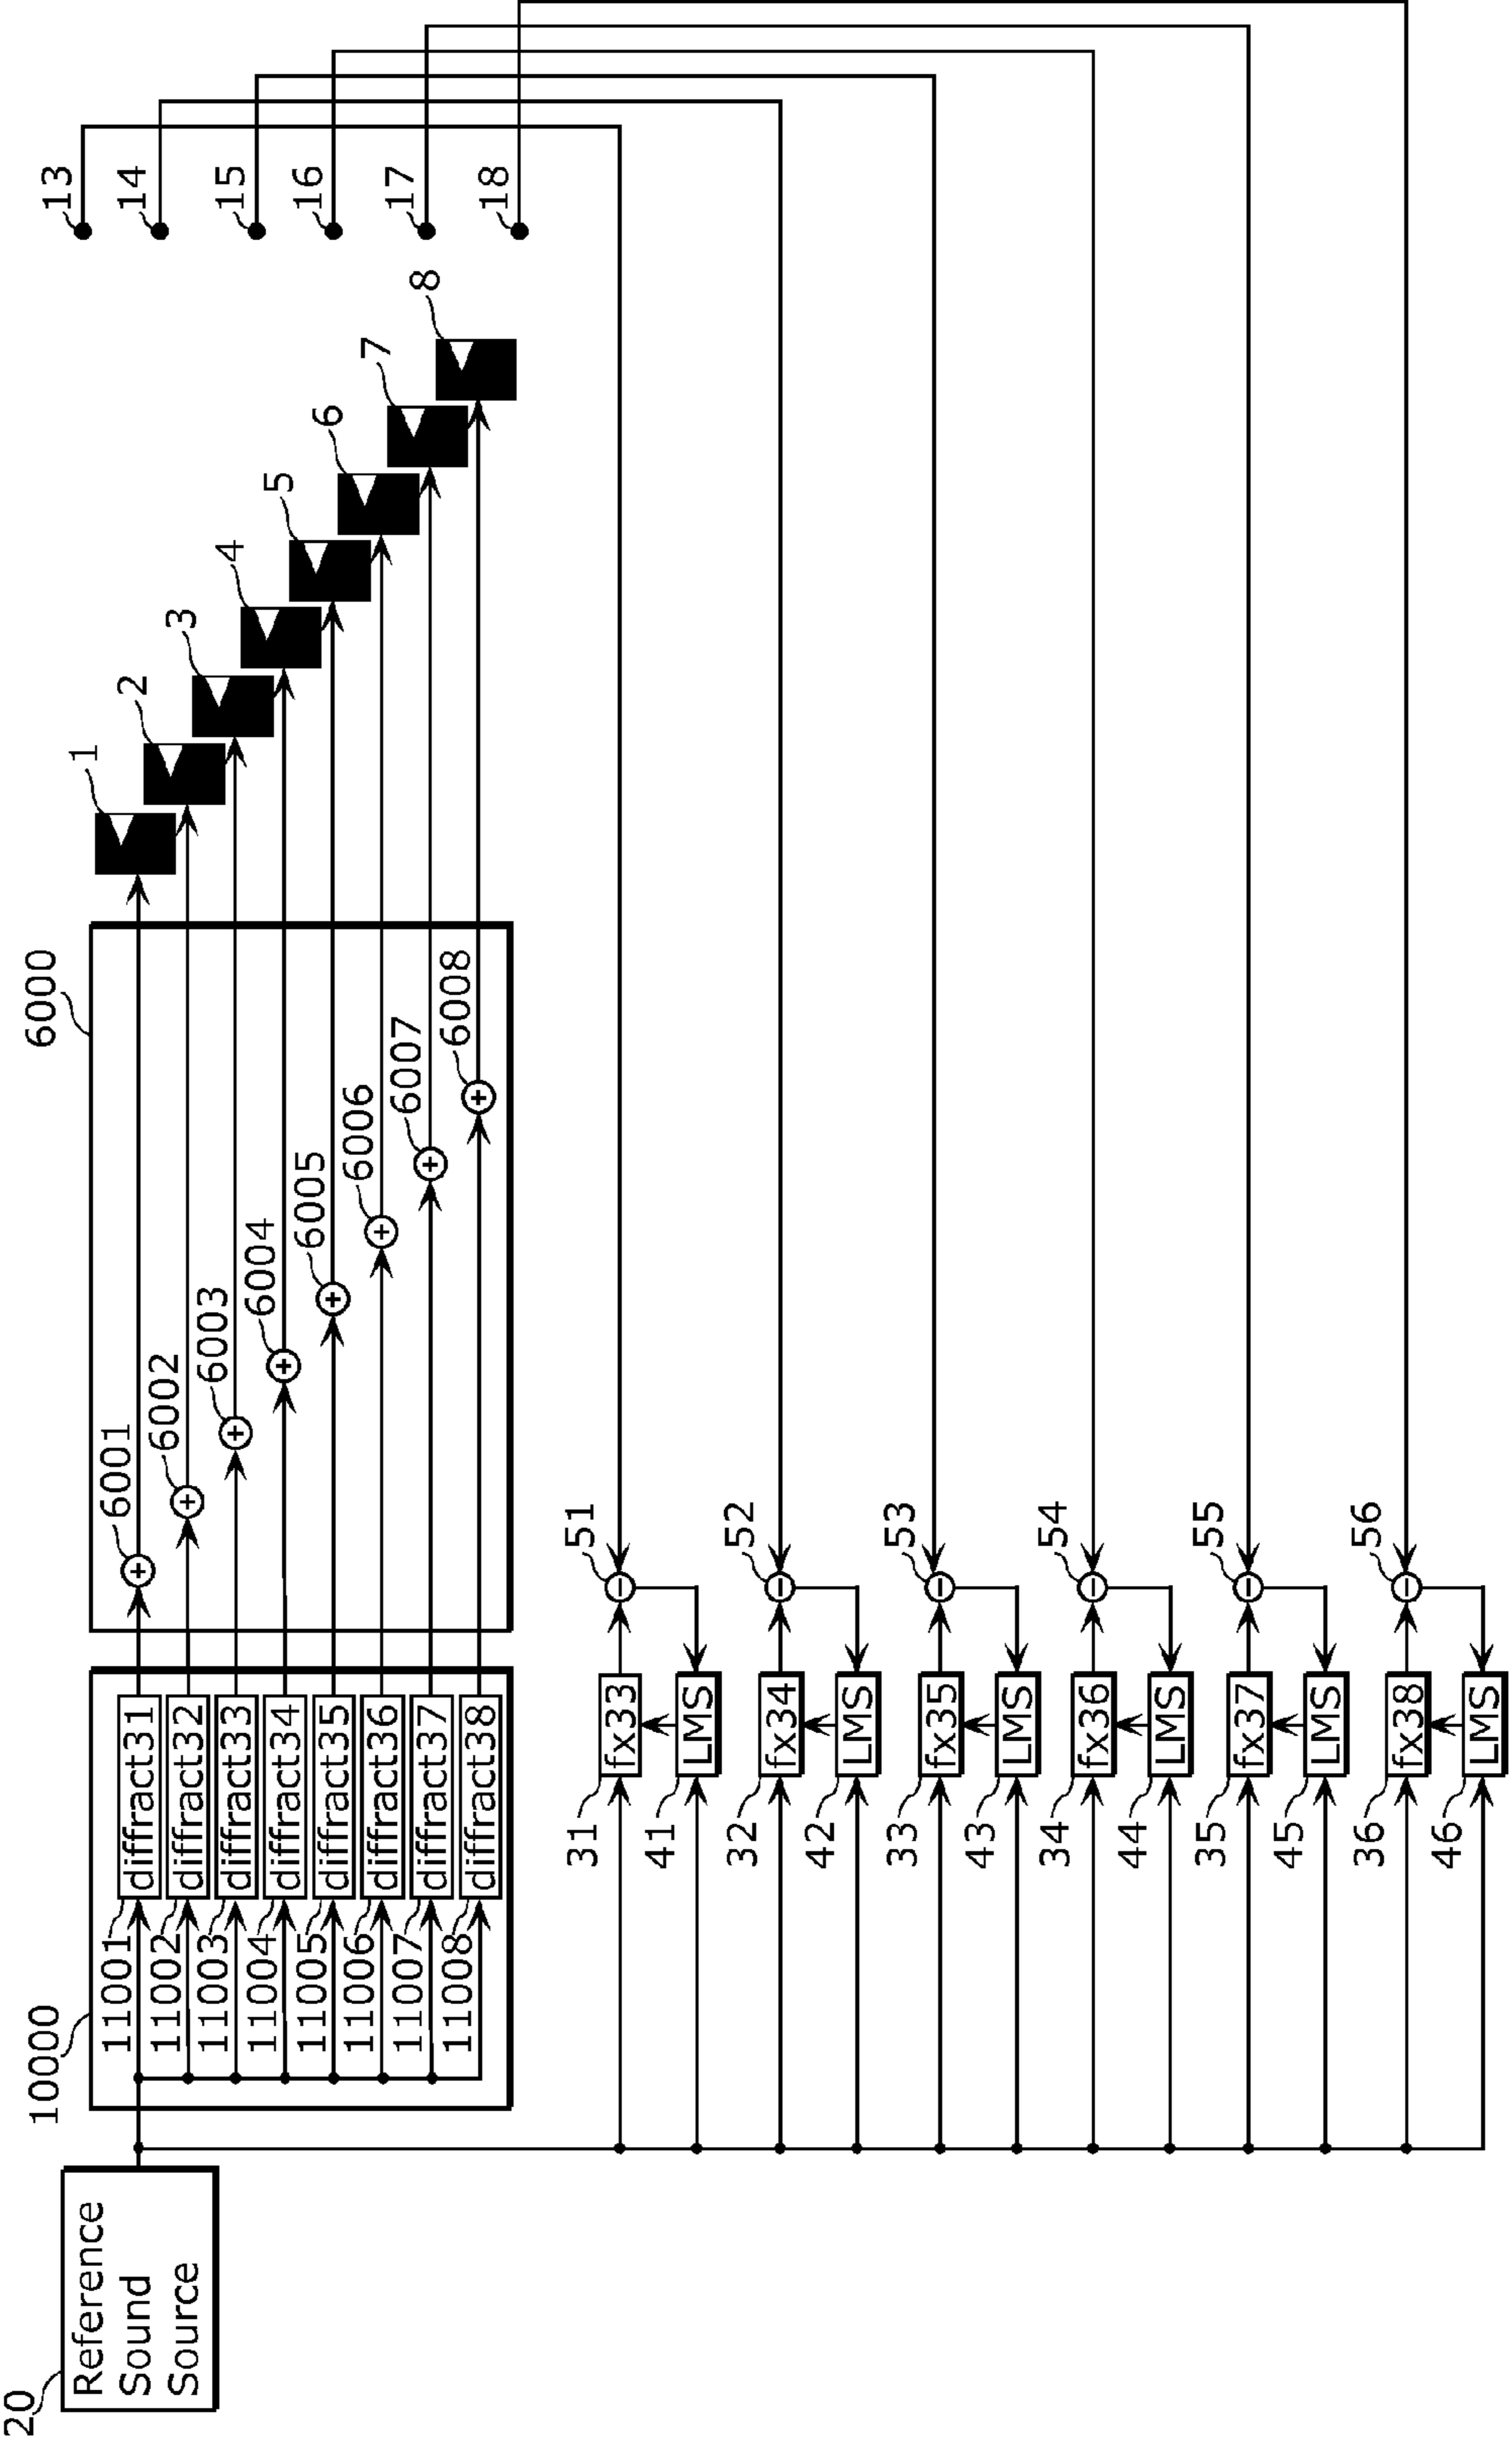 20
Reference
Sound
Source
10000
11001
diffract31
11002
diffract32
11003
diffract33
11004
diffract34
11005
diffract35
11006
diffract36
11007
diffract37
11008
diffract38
6000
6001
+
6002
+
6003
+
6004
+
6005
+
6006
+
6007
+
6008
+
1
2
3
4
5
6
7
8
13
14
15
16
17
18
31
fx33
51
−
41
LMS
32
fx34
52
−
42
LMS
33
fx35
53
−
43
LMS
34
fx36
54
−
44
LMS
35
fx37
55
−
45
LMS
36
fx38
56
−
46
LMS